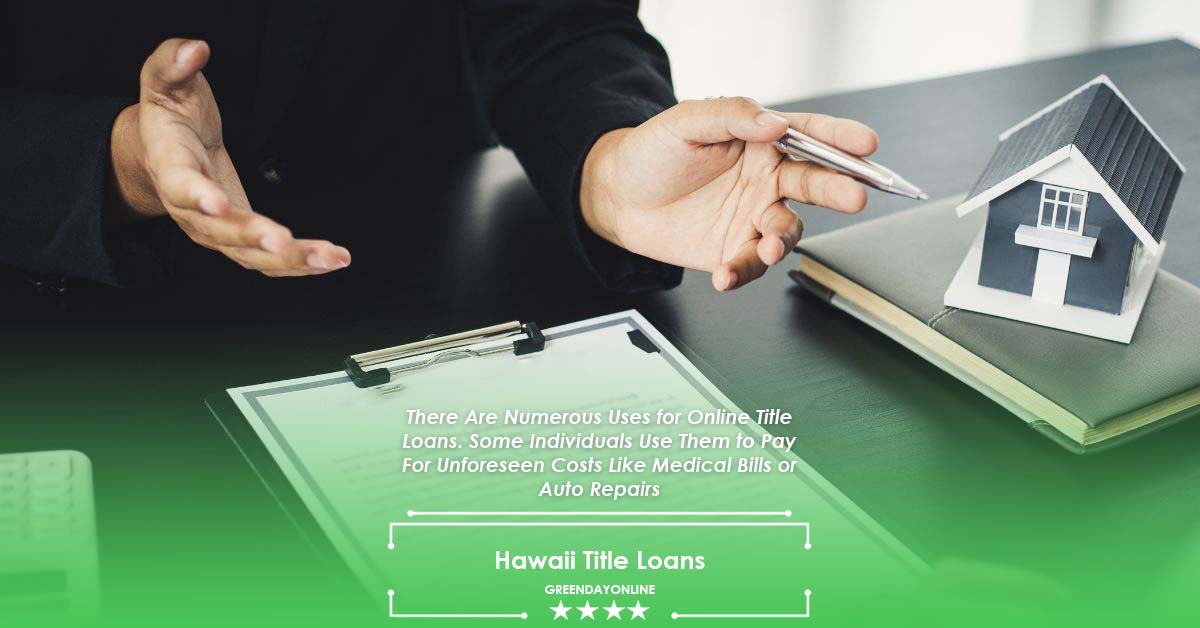 There Are Numerous Uses for Online Title
Loans. Some Individuals Use Them to Pay
For Unforeseen Costs Like Medical Bills or
Auto Repairs
Hawaii Title Loans
GREENDAYONLINE